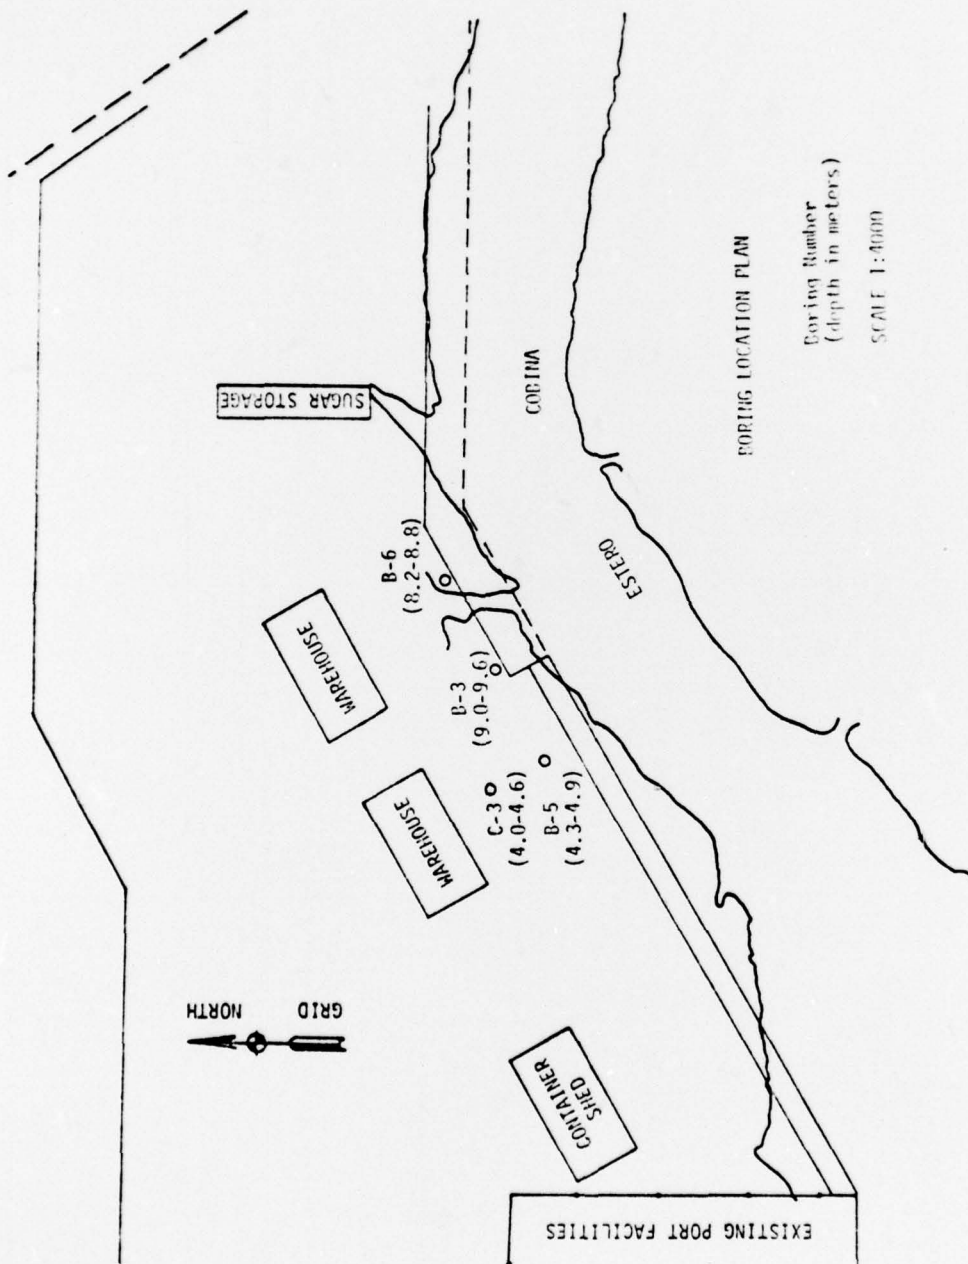 SUGAR STORAGE
B-6
(8.2-8.8)
WAREHOUSE
B-3
(9.0-9.6)
WAREHOUSE
C-3
(4.0-4.6)
B-5
(4.3-4.9)
CONTAINER
SHED
EXISTING PORT FACILITIES
GRID NORTH
ESTERO
COBINA
BORING LOCATION PLAN
Boring Number
(depth in meters)
SCALE 1:4000